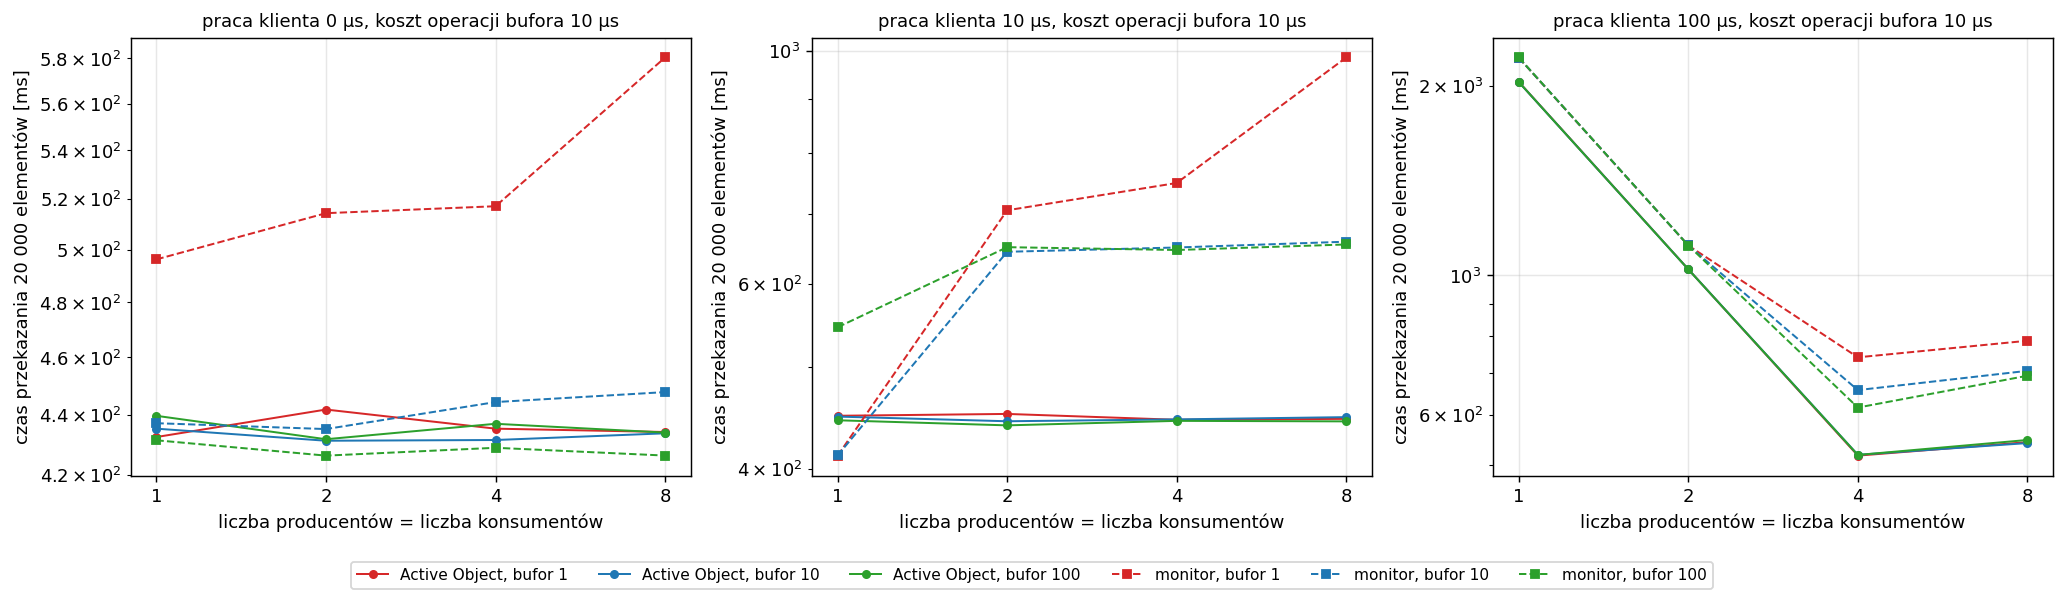 praca klienta 0 µs, koszt operacji bufora 10 µs
czas przekazania 20 000 elementów [ms]
5.8 × 10²
5.6 × 10²
5.4 × 10²
5.2 × 10²
5 × 10²
4.8 × 10²
4.6 × 10²
4.4 × 10²
4.2 × 10²
1 2 4 8
liczba producentów = liczba konsumentów
praca klienta 10 µs, koszt operacji bufora 10 µs
czas przekazania 20 000 elementów [ms]
10³
6 × 10²
4 × 10²
1 2 4 8
liczba producentów = liczba konsumentów
praca klienta 100 µs, koszt operacji bufora 10 µs
czas przekazania 20 000 elementów [ms]
2 × 10³
10³
6 × 10²
1 2 4 8
liczba producentów = liczba konsumentów
Active Object, bufor 1 Active Object, bufor 10 Active Object, bufor 100 monitor, bufor 1 monitor, bufor 10 monitor, bufor 100